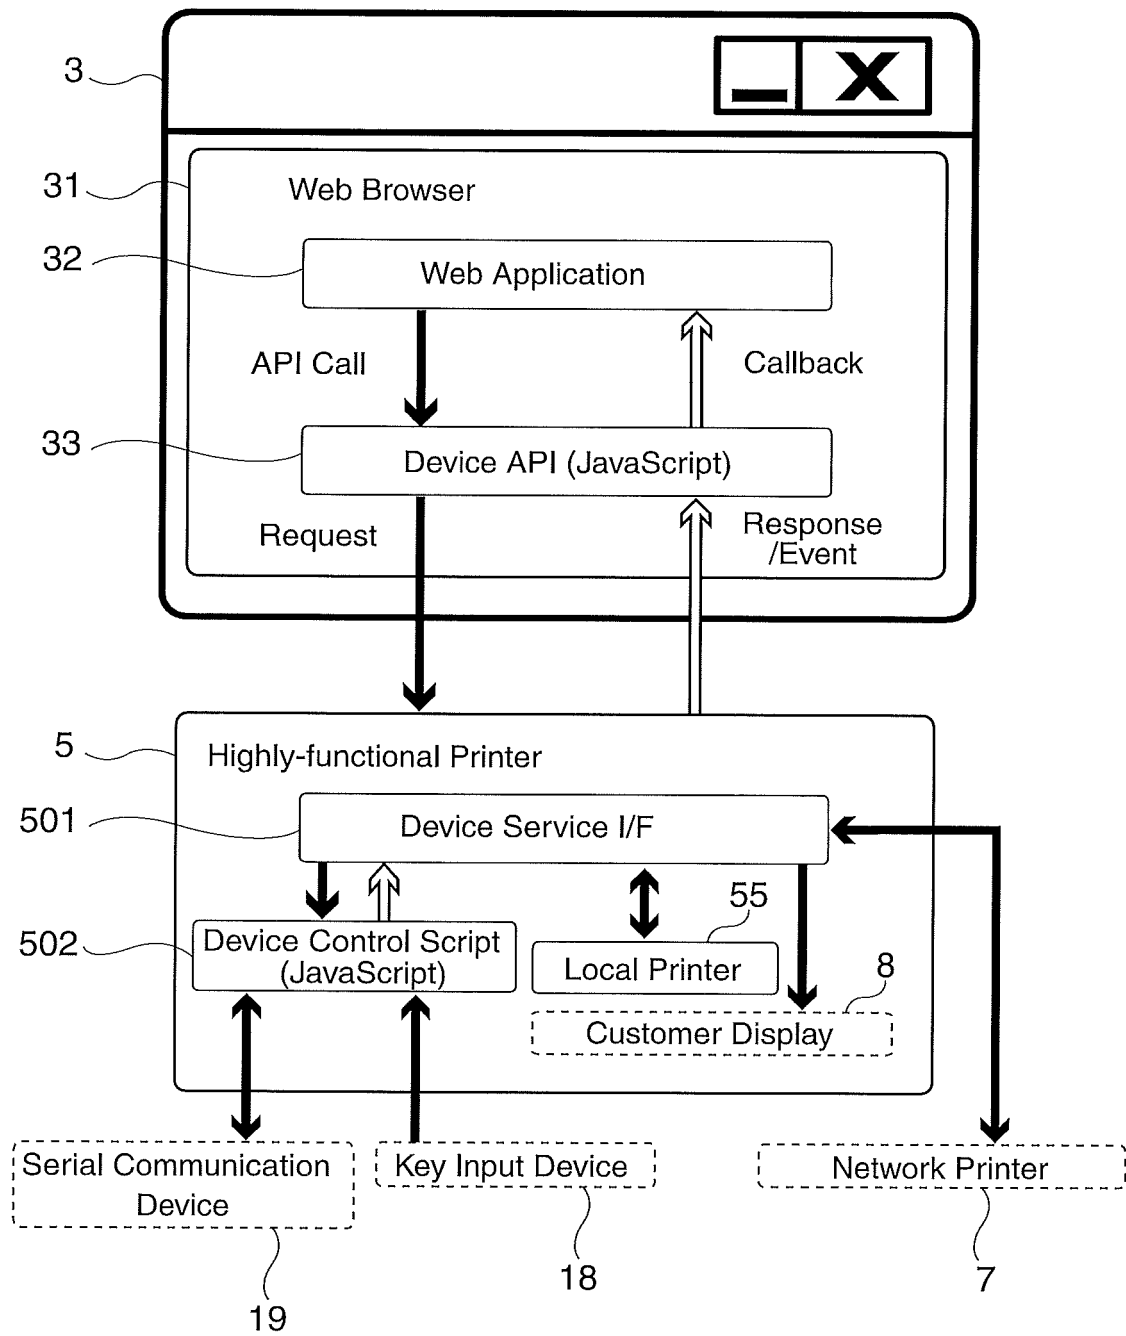 3
31
Web Browser
32
Web Application
API Call
Callback
33
Device API (JavaScript)
Request
Response
/Event
5
Highly-functional Printer
501
Device Service I/F
55
502
Device Control Script
(JavaScript)
Local Printer
8
Customer Display
Serial Communication
Device
Key Input Device
Network Printer
19
18
7